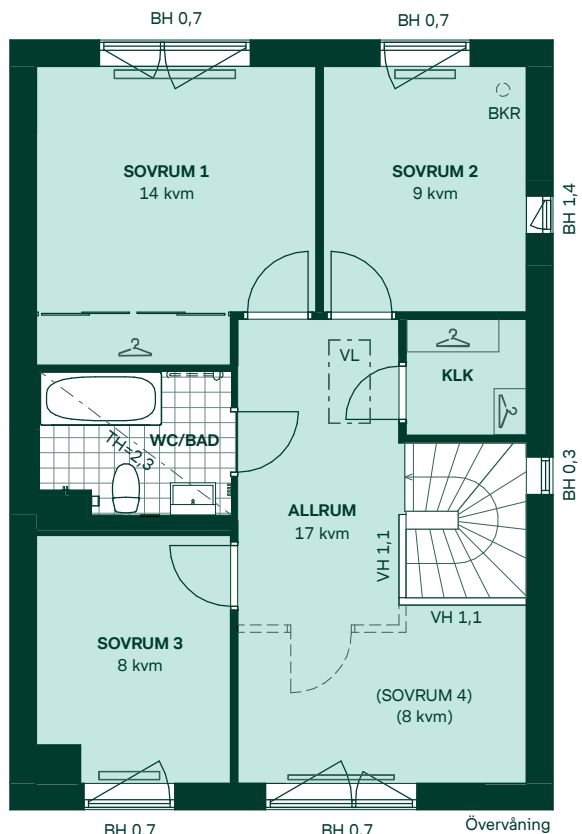 BH 0,7
BH 0,7
BKR
SOVRUM 1
14 kvm
SOVRUM 2
9 kvm
BH 1,4
VL
KLK
TH=2,3
WC/BAD
BH 0,3
ALLRUM
17 kvm
VH 1,1
VH 1,1
SOVRUM 3
8 kvm
(SOVRUM 4)
(8 kvm)
BH 0,7
BH 0,7
Övervåning